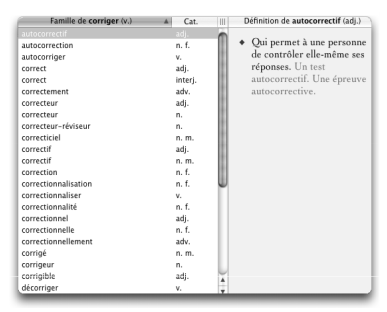 Famille de corriger (v.) Cat. Définition de autocorrectif (adj.)
autocorrectif adj.
autocorrection n. f.
autocorriger v.
correct adj.
correct interj.
correctement adv.
correcteur adj.
correcteur n.
correcteur-réviseur n.
correcticiel n. m.
correctif adj.
correctif n. m.
correction n. f.
correctionnalisation n. f.
correctionnaliser v.
correctionnalité n. f.
correctionnel adj.
correctionnelle n. f.
correctionnellement adv.
corrigé n. m.
corrigeur n.
corrigible adj.
décorriger v.
◆ Qui permet à une personne
de contrôler elle-même ses
réponses. Un test
autocorrectif. Une épreuve
autocorrective.